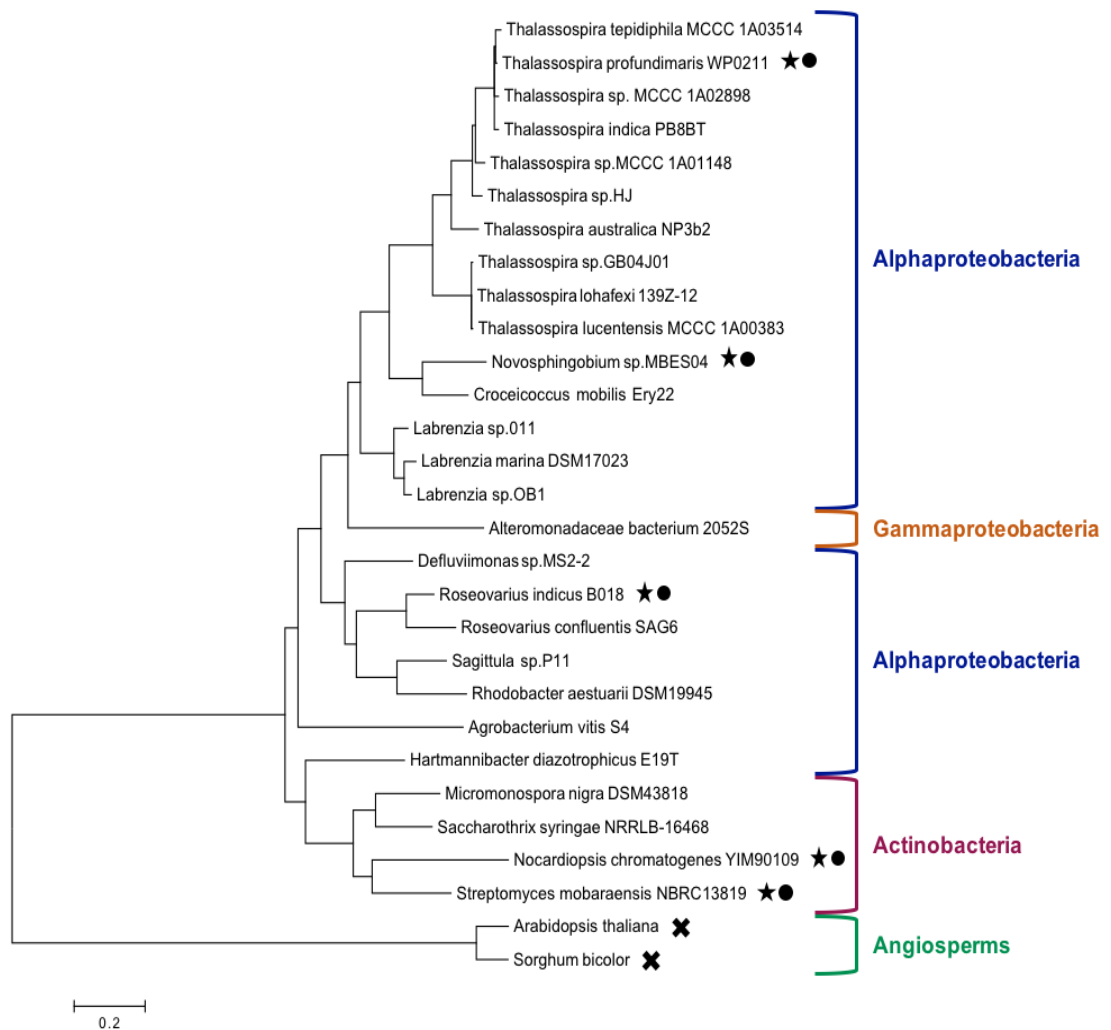 Thalassospira tepidiphila MCCC 1A03514
Thalassospira profundimaris WP0211
Thalassospira sp. MCCC 1A02898
Thalassospira indica PB8BT
Thalassospira sp.MCCC 1A01148
Thalassospira sp.HJ
Thalassospira australica NP3b2
Thalassospira sp.GB04J01
Thalassospira lohafexi 139Z-12
Thalassospira lucentensis MCCC 1A00383
Novosphingobium sp.MBES04
Croceicoccus mobilis Ery22
Labrenzia sp.011
Labrenzia marina DSM17023
Labrenzia sp.OB1
Alphaproteobacteria
Alteromonadaceae bacterium 2052S
Gammaproteobacteria
Defluviimonas sp.MS2-2
Roseovarius indicus B018
Roseovarius confluentis SAG6
Sagittula sp.P11
Rhodobacter aestuarii DSM19945
Agrobacterium vitis S4
Hartmannibacter diazotrophicus E19T
Alphaproteobacteria
Micromonospora nigra DSM43818
Saccharothrix syringae NRRLB-16468
Nocardiopsis chromatogenes YIM90109
Streptomyces mobaraensis NBRC13819
Actinobacteria
Arabidopsis thaliana
Sorghum bicolor
Angiosperms
0.2